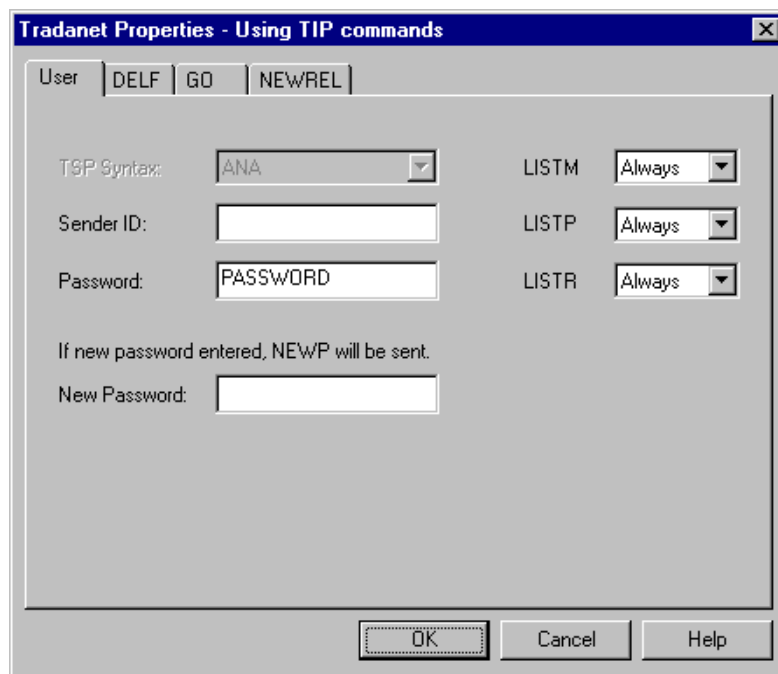 Tradanet Properties - Using TIP commands
User DELF GO NEWREL
TSP Syntax: ANA LISTM Always
Sender ID: LISTP Always
Password: PASSWORD LISTR Always
If new password entered, NEWP will be sent.
New Password:
OK Cancel Help